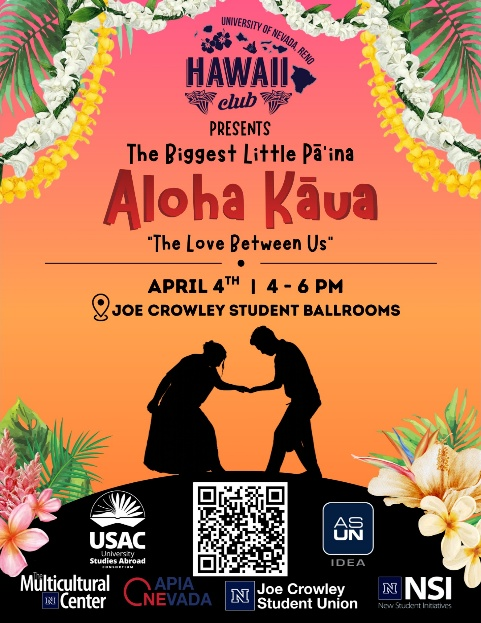 UNIVERSITY OF NEVADA, RENO
HAWAII
club
PRESENTS
The Biggest Little Pā'ina
Aloha Kāua
"The Love Between Us"
APRIL 4TH | 4 - 6 PM
JOE CROWLEY STUDENT BALLROOMS
USAC
University
Studies Abroad
CONSORTIUM
AS
UN
IDEA
The
Multicultural
N Center
APIA
NEVADA
N Joe Crowley
Student Union
N NSI
New Student Initiatives